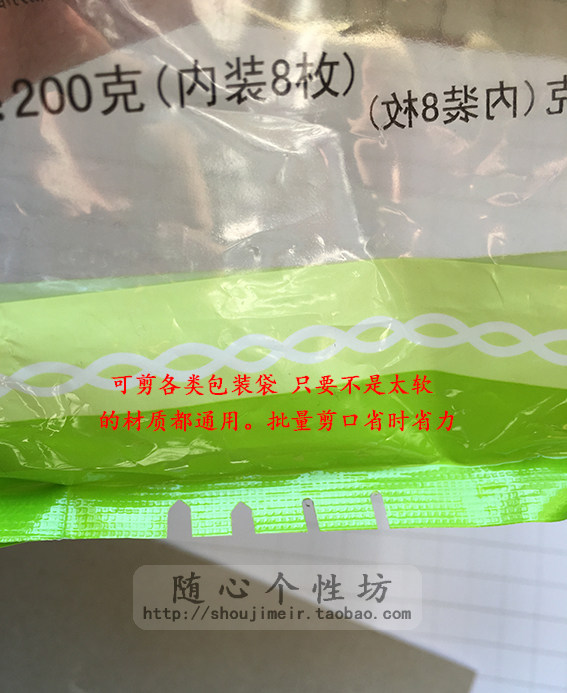 200克(内装8枚)
克(内装8枚)
可剪各类包装袋 只要不是太软
的材质都通用。批量剪口省时省力
随心个性坊
http://shoujimeir.taobao.com/